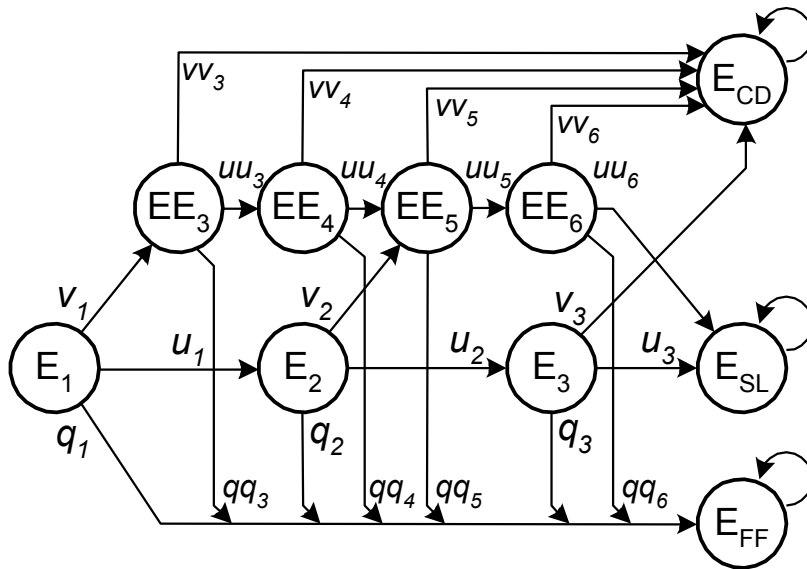 vv₃
vv₄
vv₅
vv₆
E_CD
uu₃
uu₄
uu₅
uu₆
EE₃
EE₄
EE₅
EE₆
v₁
v₂
v₃
u₁
u₂
u₃
E₁
E₂
E₃
E_SL
q₁
q₂
q₃
qq₃
qq₄
qq₅
qq₆
E_FF